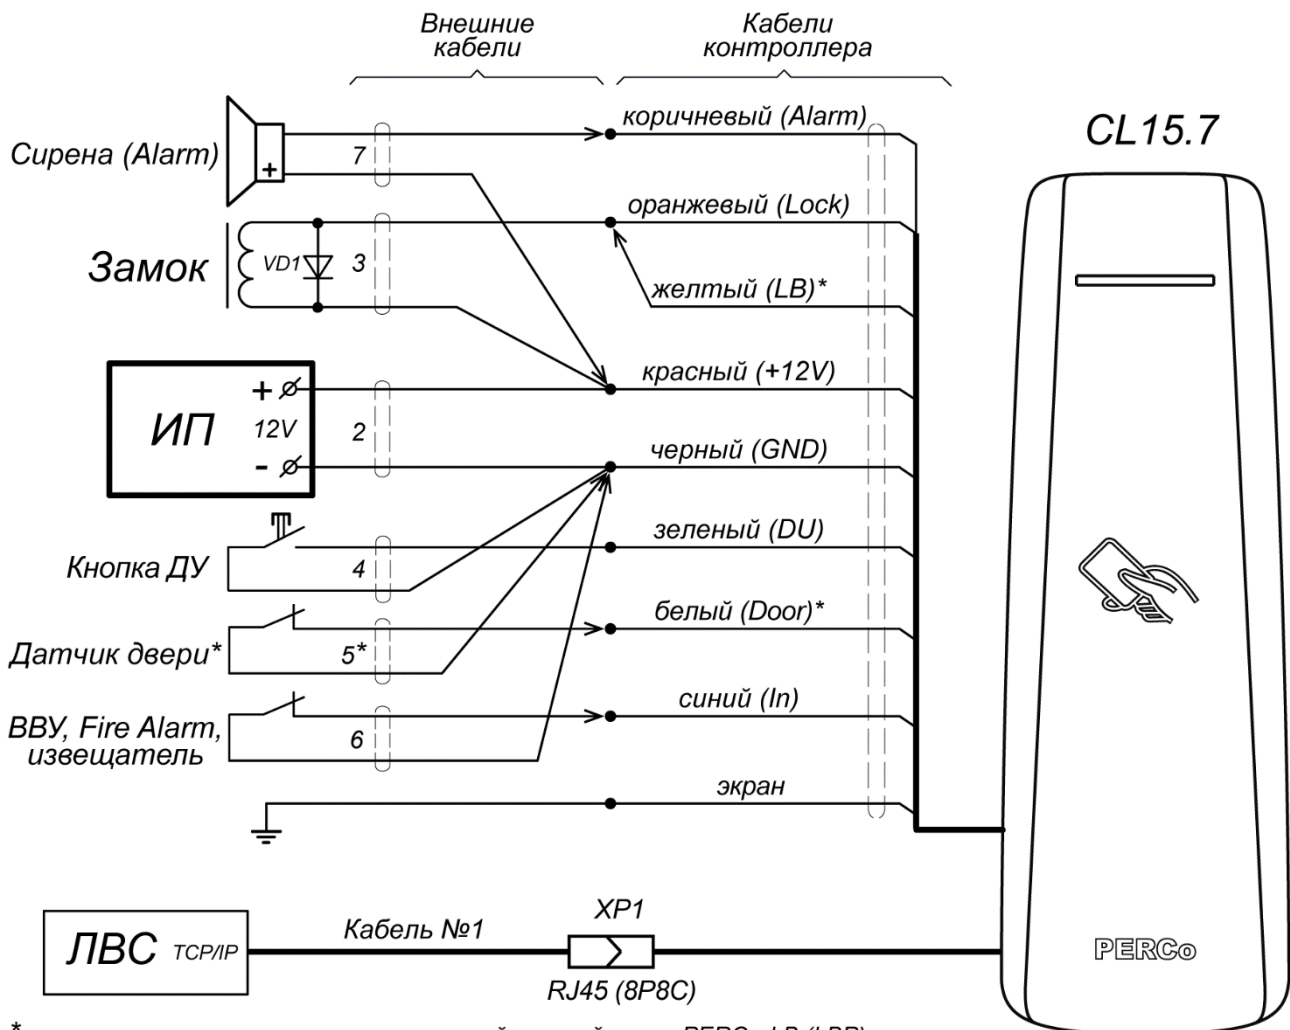 Внешние
кабели
Кабели
контроллера
CL15.7
Сирена (Alarm)
+
7
коричневый (Alarm)
Замок
VD1
3
оранжевый (Lock)
желтый (LB)*
ИП
+
12V
-
2
красный (+12V)
черный (GND)
Кнопка ДУ
4
зеленый (DU)
Датчик двери*
5*
белый (Door)*
ВВУ, Fire Alarm,
извещатель
6
синий (In)
экран
ЛВС TCP/IP
Кабель №1
XP1
RJ45 (8P8C)
PERCo
*